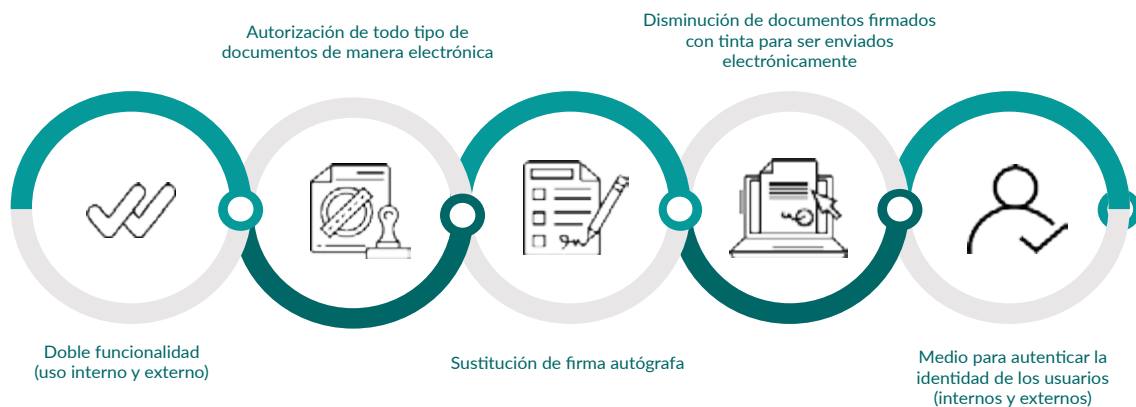 Doble funcionalidad
(uso interno y externo)
Autorización de todo tipo de
documentos de manera electrónica
Sustitución de firma autógrafa
Disminución de documentos firmados
con tinta para ser enviados
electrónicamente
Medio para autenticar la
identidad de los usuarios
(internos y externos)